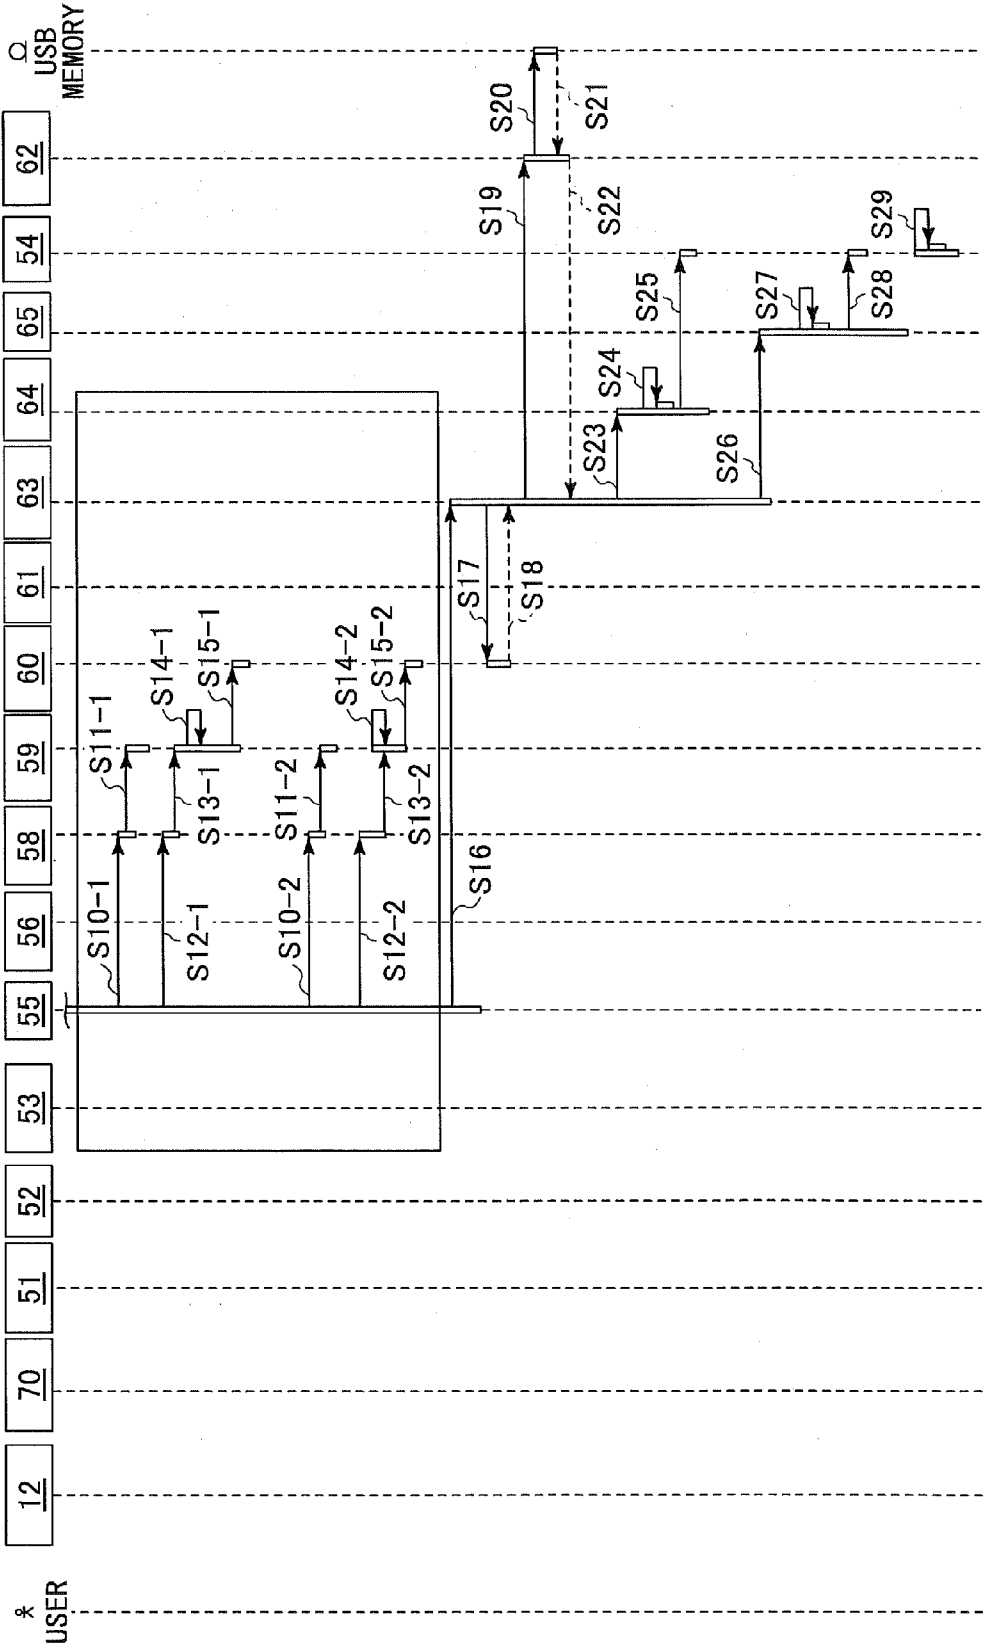 USER
12
70
51
52
53
55
56
58
59
60
61
63
64
65
54
62
USB
MEMORY
S10-1
S11-1
S12-1
S13-1
S14-1
S15-1
S10-2
S11-2
S12-2
S13-2
S14-2
S15-2
S16
S17
S18
S19
S20
S21
S22
S23
S24
S25
S26
S27
S28
S29